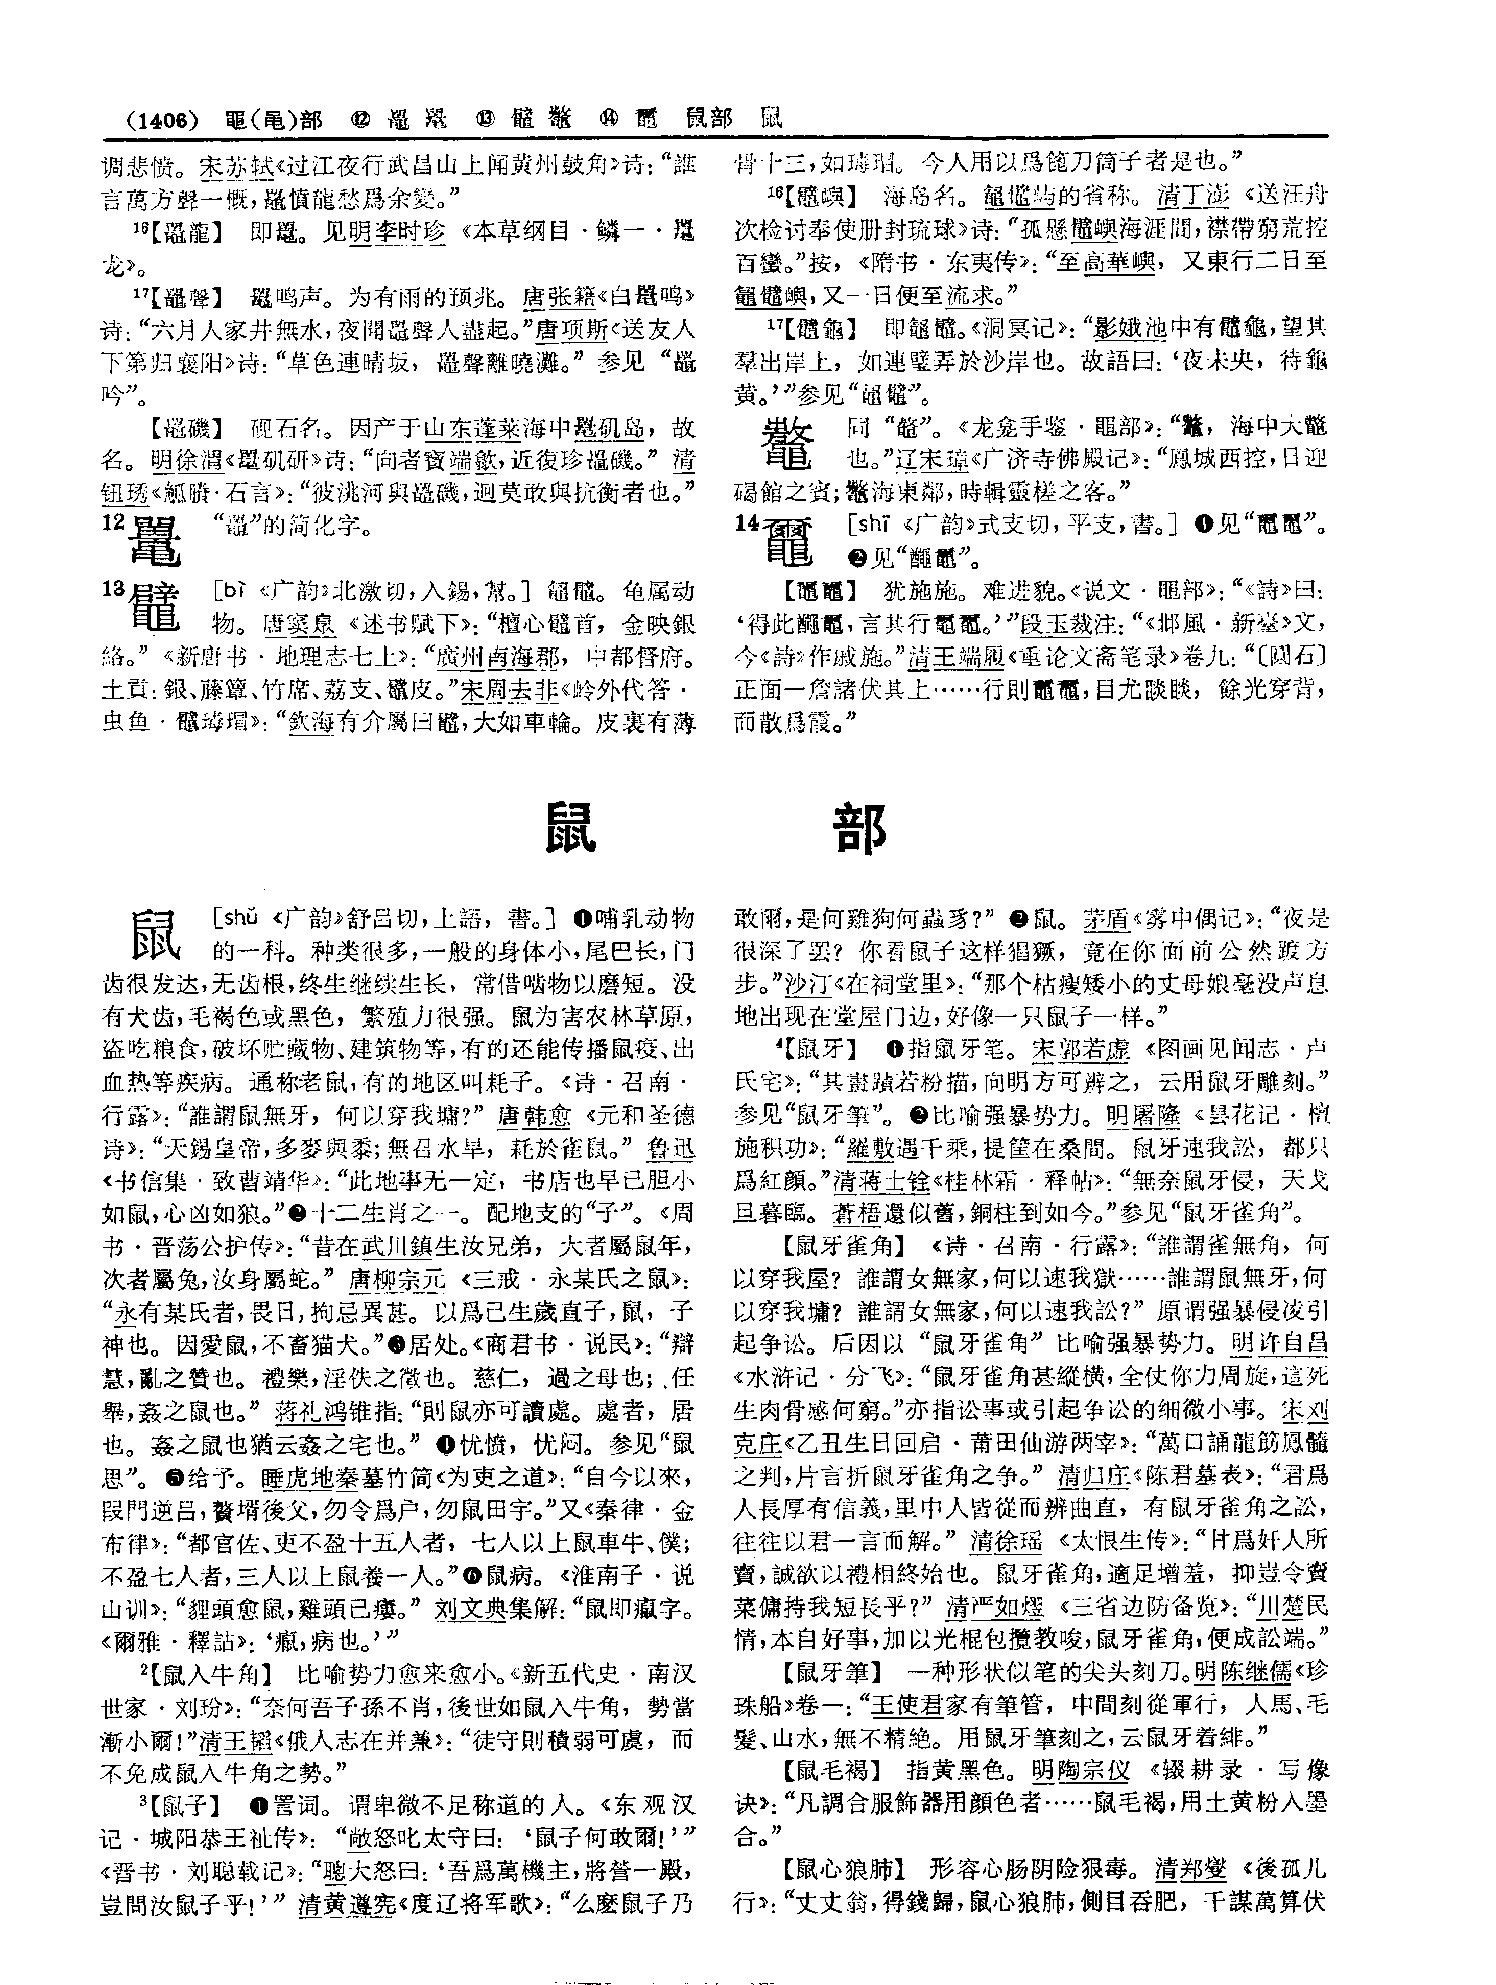 (1406) 黽(黾)部 ⑫ 鼉 鼍 ⑬ 鼊 鼈 ⑭ 鼅 鼠部 鼠
调悲愤。宋苏轼《过江夜行武昌山上闻黄州鼓角》诗：“誰
言萬方聲一概，鼉憤龍愁爲余變。”
16【鼉龍】 即鼉。见明李时珍《本草纲目·鳞一·鼍
龙》。
17【鼉聲】 鼍鸣声。为有雨的预兆。唐张籍《白鼍鸣》
诗：“六月人家井無水，夜聞鼉聲人盡起。”唐项斯《送友人
下第归襄阳》诗：“草色連晴坂，鼉聲離曉灘。”参见“鼉
吟”。
【鼉磯】 砚石名。因产于山东蓬莱海中鼍矶岛，故
名。明徐渭《鼍矶研》诗：“向者寳端歙，近復珍鼉磯。”清
钮琇《觚賸·石言》：“彼洮河與鼉磯，迴莫敢與抗衡者也。”
12鼍 “鼉”的简化字。
13鼊 [bì 《广韵》北激切，入錫，幫。] 鼅鼊。龟属动
物。唐窦臮《述书赋下》：“檀心鼊首，金映銀
絡。”《新唐书·地理志七上》：“廣州南海郡，中都督府。
土貢：銀、藤簟、竹席、荔支、鼊皮。”宋周去非《岭外代答·
虫鱼·鼊瑇瑁》：“欽海有介屬曰鼊，大如車輪。皮裏有薄
骨十三，如瑇瑁。今人用以爲篦刀筒子者是也。”
16【鼊嶼】 海岛名。鼅鼊屿的省称。清丁澎《送汪舟
次检讨奉使册封琉球》诗：“孤懸鼊嶼海涯間，襟帶窮荒控
百蠻。”按，《隋书·东夷传》：“至高華嶼，又東行二日至
鼅鼊嶼，又一日便至流求。”
17【鼊龜】 即鼅鼊。《洞冥记》：“影娥池中有鼊龜，望其
羣出岸上，如連璧弄於沙岸也。故語曰：‘夜未央，待龜
黄。’”参见“鼅鼊”。
鼇 同“鼇”。《龙龛手鉴·黽部》：“鼇，海中大鼇
也。”辽宋璋《广济寺佛殿记》：“鳳城西控，日迎
碣館之賓；鼇海東鄰，時輯靈槎之客。”
[shī 《广韵》式支切，平支，書。] ❶见
❷见
犹施施。难进貌。《说文·黽部》：“《詩》曰：
段玉裁注：“《邶風·新臺》文，
今《詩》作戚施。”清王端履《重论文斋笔录》卷九：“〔圆石〕
正面一詹諸伏其上……行則 目尤睒睒，餘光穿背，
而散爲霞。”
鼠 部
鼠 [shǔ 《广韵》舒吕切，上語，書。] ❶哺乳动物
的一科。种类很多，一般的身体小，尾巴长，门
齿很发达，无齿根，终生继续生长，常借啮物以磨短。没
有犬齿，毛褐色或黑色，繁殖力很强。鼠为害农林草原，
盗吃粮食，破坏贮藏物、建筑物等，有的还能传播鼠疫、出
血热等疾病。通称老鼠，有的地区叫耗子。《诗·召南·
行露》：“誰謂鼠無牙，何以穿我墉？”唐韩愈《元和圣德
诗》：“天錫皇帝，多麥與黍；無召水旱，耗於雀鼠。”鲁迅
《书信集·致曹靖华》：“此地事无一定，书店也早已胆小
如鼠，心凶如狼。”❷十二生肖之一。配地支的“子”。《周
书·晋荡公护传》：“昔在武川鎮生汝兄弟，大者屬鼠年，
次者屬兔，汝身屬蛇。”唐柳宗元《三戒·永某氏之鼠》：
“永有某氏者，畏日，拘忌異甚。以爲己生歲直子，鼠，子
神也。因愛鼠，不畜猫犬。”❸居处。《商君书·说民》：“辯
慧，亂之贊也。禮樂，淫佚之徵也。慈仁，過之母也；任
舉，姦之鼠也。”蒋礼鸿锥指：“則鼠亦可讀處。處者，居
也。姦之鼠也猶云姦之宅也。”❹忧愤，忧闷。参见“鼠
思”。❺给予。睡虎地秦墓竹简《为吏之道》：“自今以來，
叚門逆吕，贅壻後父，勿令爲户，勿鼠田宇。”又《秦律·金
布律》：“都官佐、吏不盈十五人者，七人以上鼠車牛、僕；
不盈七人者，三人以上鼠養一人。”❻鼠病。《淮南子·说
山训》：“貍頭愈鼠，雞頭已瘻。”刘文典集解：“鼠即癙字。
《爾雅·釋詁》：‘癙，病也。’”
2【鼠入牛角】 比喻势力愈来愈小。《新五代史·南汉
世家·刘玢》：“奈何吾子孫不肖，後世如鼠入牛角，勢當
漸小爾！”清王韬《俄人志在并兼》：“徒守則積弱可虞，而
不免成鼠入牛角之勢。”
3【鼠子】 ❶詈词。谓卑微不足称道的人。《东观汉
记·城阳恭王祉传》：“敞怒叱太守曰：‘鼠子何敢爾！’”
《晋书·刘聪载记》：“聰大怒曰：‘吾爲萬機主，將營一殿，
豈問汝鼠子乎！’”清黄遵宪《度辽将军歌》：“么麼鼠子乃
敢爾，是何雞狗何蟲豸？”❷鼠。茅盾《雾中偶记》：“夜是
很深了罢？你看鼠子这样猖獗，竟在你面前公然踱方
步。”沙汀《在祠堂里》：“那个枯瘦矮小的丈母娘毫没声息
地出现在堂屋门边，好像一只鼠子一样。”
4【鼠牙】 ❶指鼠牙笔。宋郭若虚《图画见闻志·卢
氏宅》：“其畫蹟若粉描，向明方可辨之，云用鼠牙雕刻。”
参见“鼠牙筆”。❷比喻强暴势力。明屠隆《昙花记·檀
施积功》：“羅敷遇千乘，提筐在桑間。鼠牙速我訟，都只
爲紅顔。”清蒋士铨《桂林霜·释帖》：“無奈鼠牙侵，天戈
旦暮臨。蒼梧還似舊，銅柱到如今。”参见“鼠牙雀角”。
【鼠牙雀角】 《诗·召南·行露》：“誰謂雀無角，何
以穿我屋？誰謂女無家，何以速我獄……誰謂鼠無牙，何
以穿我墉？誰謂女無家，何以速我訟？”原谓强暴侵凌引
起争讼。后因以“鼠牙雀角”比喻强暴势力。明许自昌
《水浒记·分飞》：“鼠牙雀角甚縱横，全仗你力周旋，這死
生肉骨感何窮。”亦指讼事或引起争讼的细微小事。宋刘
克庄《乙丑生日回启·莆田仙游两宰》：“萬口誦龍筋鳳髓
之判，片言折鼠牙雀角之争。”清归庄《陈君墓表》：“君爲
人長厚有信義，里中人皆從而辨曲直，有鼠牙雀角之訟，
往往以君一言而解。”清徐瑶《太恨生传》：“甘爲奸人所
賣，誠欲以禮相終始也。鼠牙雀角，適足增羞，抑豈令賣
菜傭持我短長乎？”清严如熤《三省边防备览》：“川楚民
情，本自好事，加以光棍包攬教唆，鼠牙雀角，便成訟端。”
【鼠牙筆】 一种形状似笔的尖头刻刀。明陈继儒《珍
珠船》卷一：“王使君家有筆管，中間刻從軍行，人馬、毛
髮、山水，無不精絶。用鼠牙筆刻之，云鼠牙着緋。”
【鼠毛褐】 指黄黑色。明陶宗仪《辍耕录·写像
诀》：“凡調合服飾器用顔色者……鼠毛褐，用土黄粉入墨
合。”
【鼠心狼肺】 形容心肠阴险狠毒。清郑燮《後孤儿
行》：“丈丈翁，得錢歸，鼠心狼肺，側目吞肥，千謀萬算伏